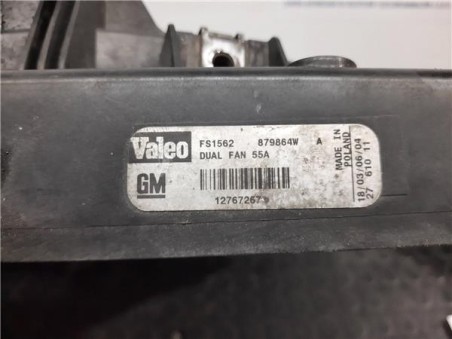 Valeo FS1562 879864W A
DUAL FAN 55A
GM
12767267
MADE IN
POLAND
18/03/06/04
27 610 11